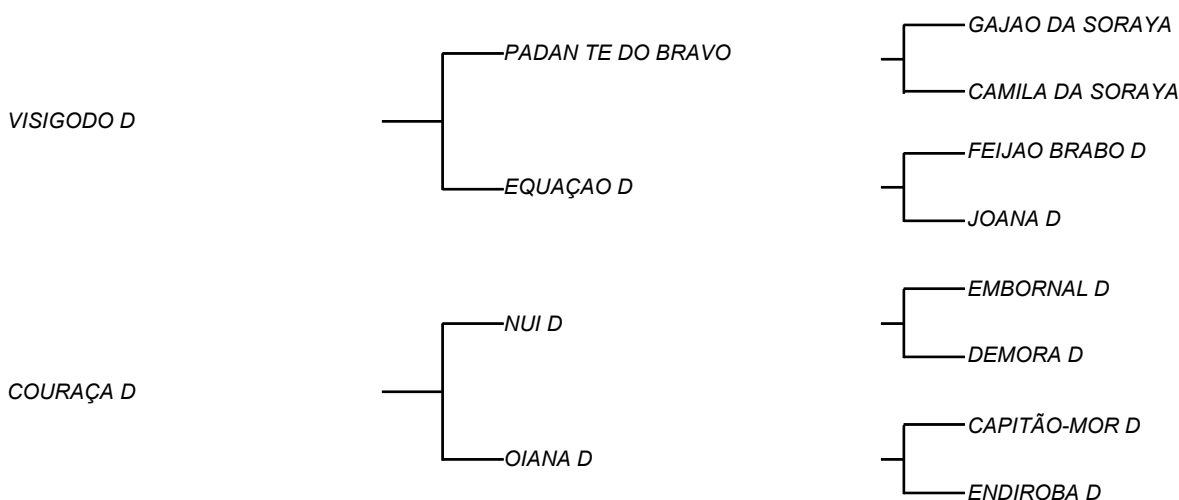 GAJAO DA SORAYA
PADAN TE DO BRAVO
CAMILA DA SORAYA
VISIGODO D
FEIJAO BRABO D
EQUAÇAO D
JOANA D
EMBORNAL D
NUI D
DEMORA D
COURAÇA D
CAPITÃO-MOR D
OIANA D
ENDIROBA D